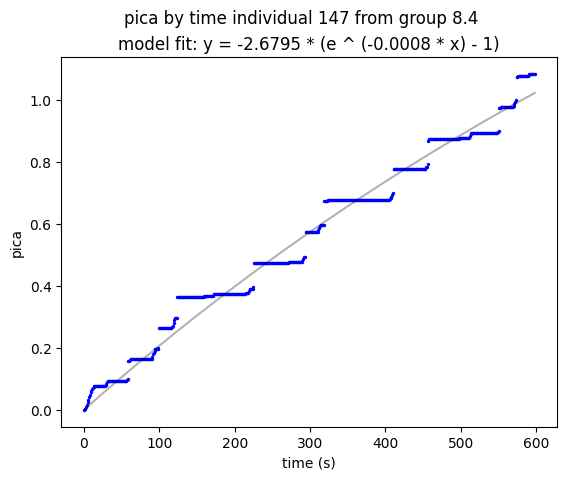 pica by time individual 147 from group 8.4
model fit: y = -2.6795 * (e ^ (-0.0008 * x) - 1)
1.0
0.8
0.6
0.4
0.2
0.0
pica
0 100 200 300 400 500 600
time (s)